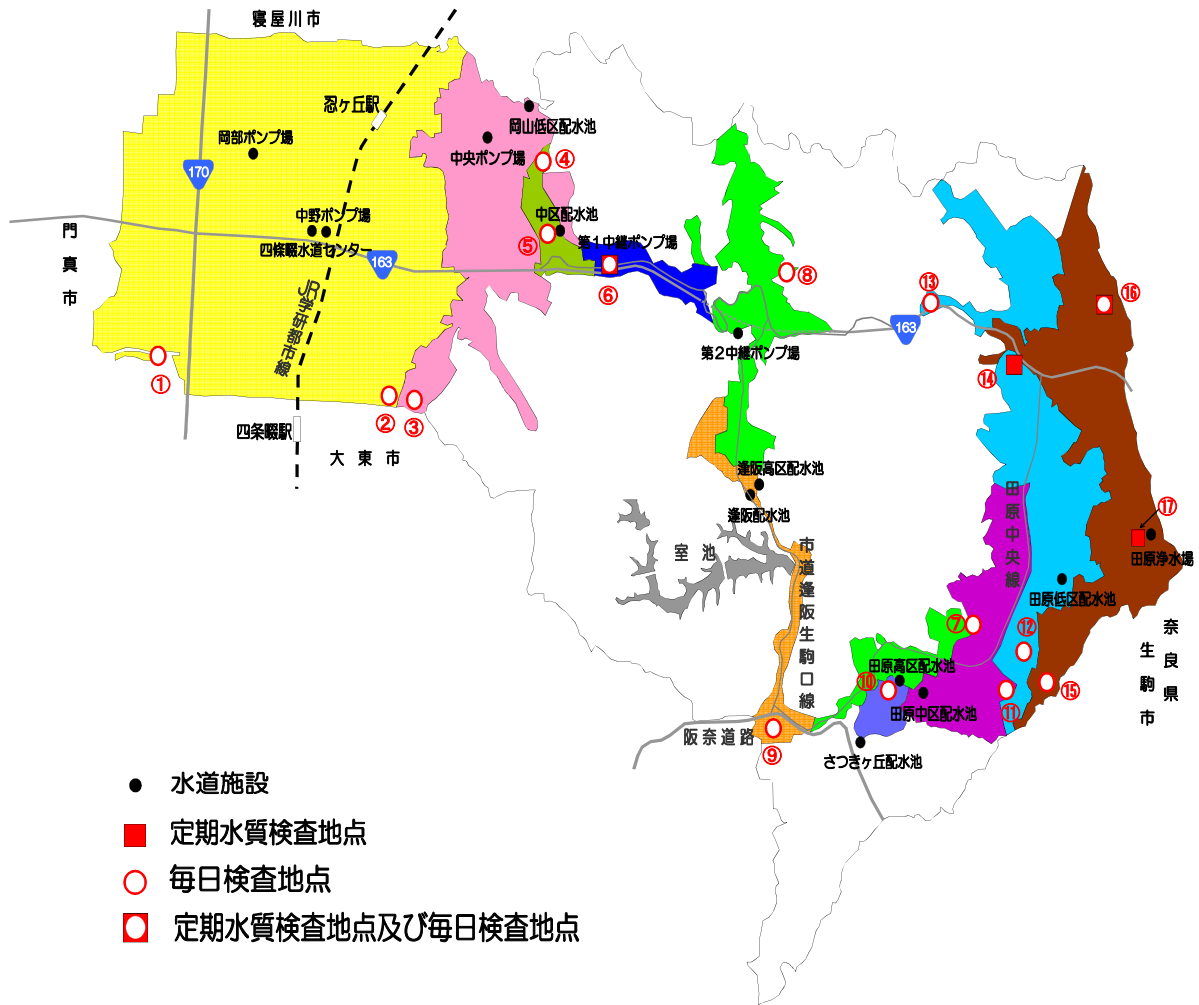 寝屋川市
忍ヶ丘駅
岡山低区配水池
岡部ポンプ場
中央ポンプ場
④
170
中野ポンプ場
中区配水池
門真市
四條畷水道センター
⑤
第1中継ポンプ場
163
⑥
⑧
⑬
⑯
163
JR学研都市線
第2中継ポンプ場
①
⑭
②
③
四条畷駅
大東市
逢阪高区配水池
逢阪配水池
田原中央線
⑰
室池
市道逢阪生駒口線
田原浄水場
田原低区配水池
⑦
⑫
奈良県
生駒市
田原高区配水池
⑩
⑮
田原中区配水池
⑪
阪奈道路
⑨
さつきヶ丘配水池
水道施設
定期水質検査地点
毎日検査地点
定期水質検査地点及び毎日検査地点